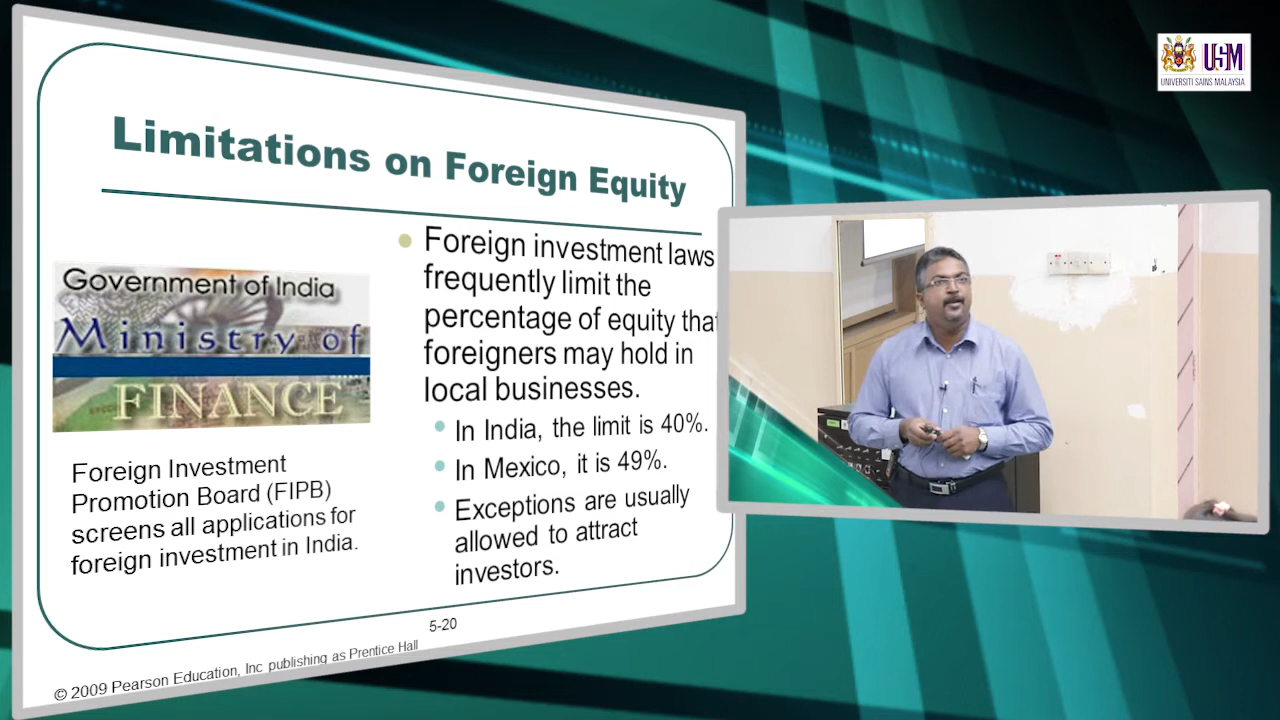 Limitations on Foreign Equity
Government of India
Ministry of
FINANCE
Foreign Investment
Promotion Board (FIPB)
screens all applications for
foreign investment in India.
Foreign investment laws
frequently limit the
percentage of equity that
foreigners may hold in
local businesses.
In India, the limit is 40%.
In Mexico, it is 49%.
Exceptions are usually
allowed to attract
investors.
5-20
© 2009 Pearson Education, Inc publishing as Prentice Hall
USM
UNIVERSITI SAINS MALAYSIA